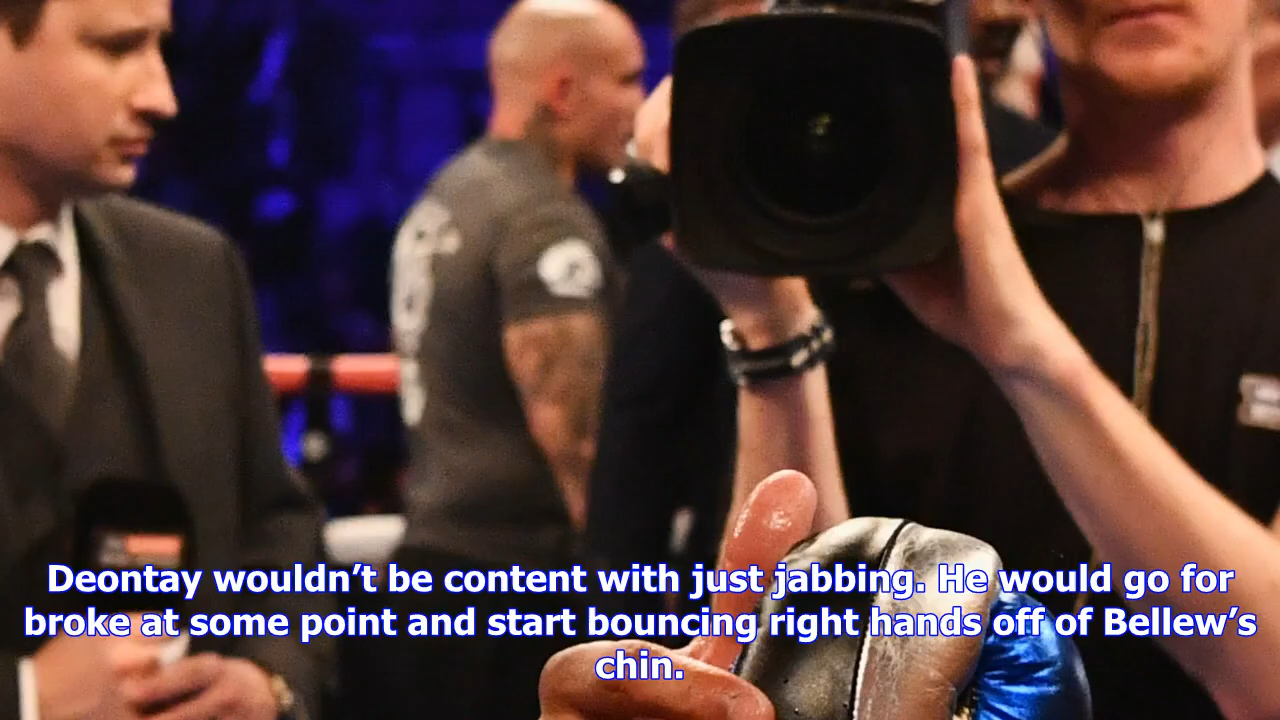 Deontay wouldn’t be content with just jabbing. He would go for
broke at some point and start bouncing right hands off of Bellew’s
chin.